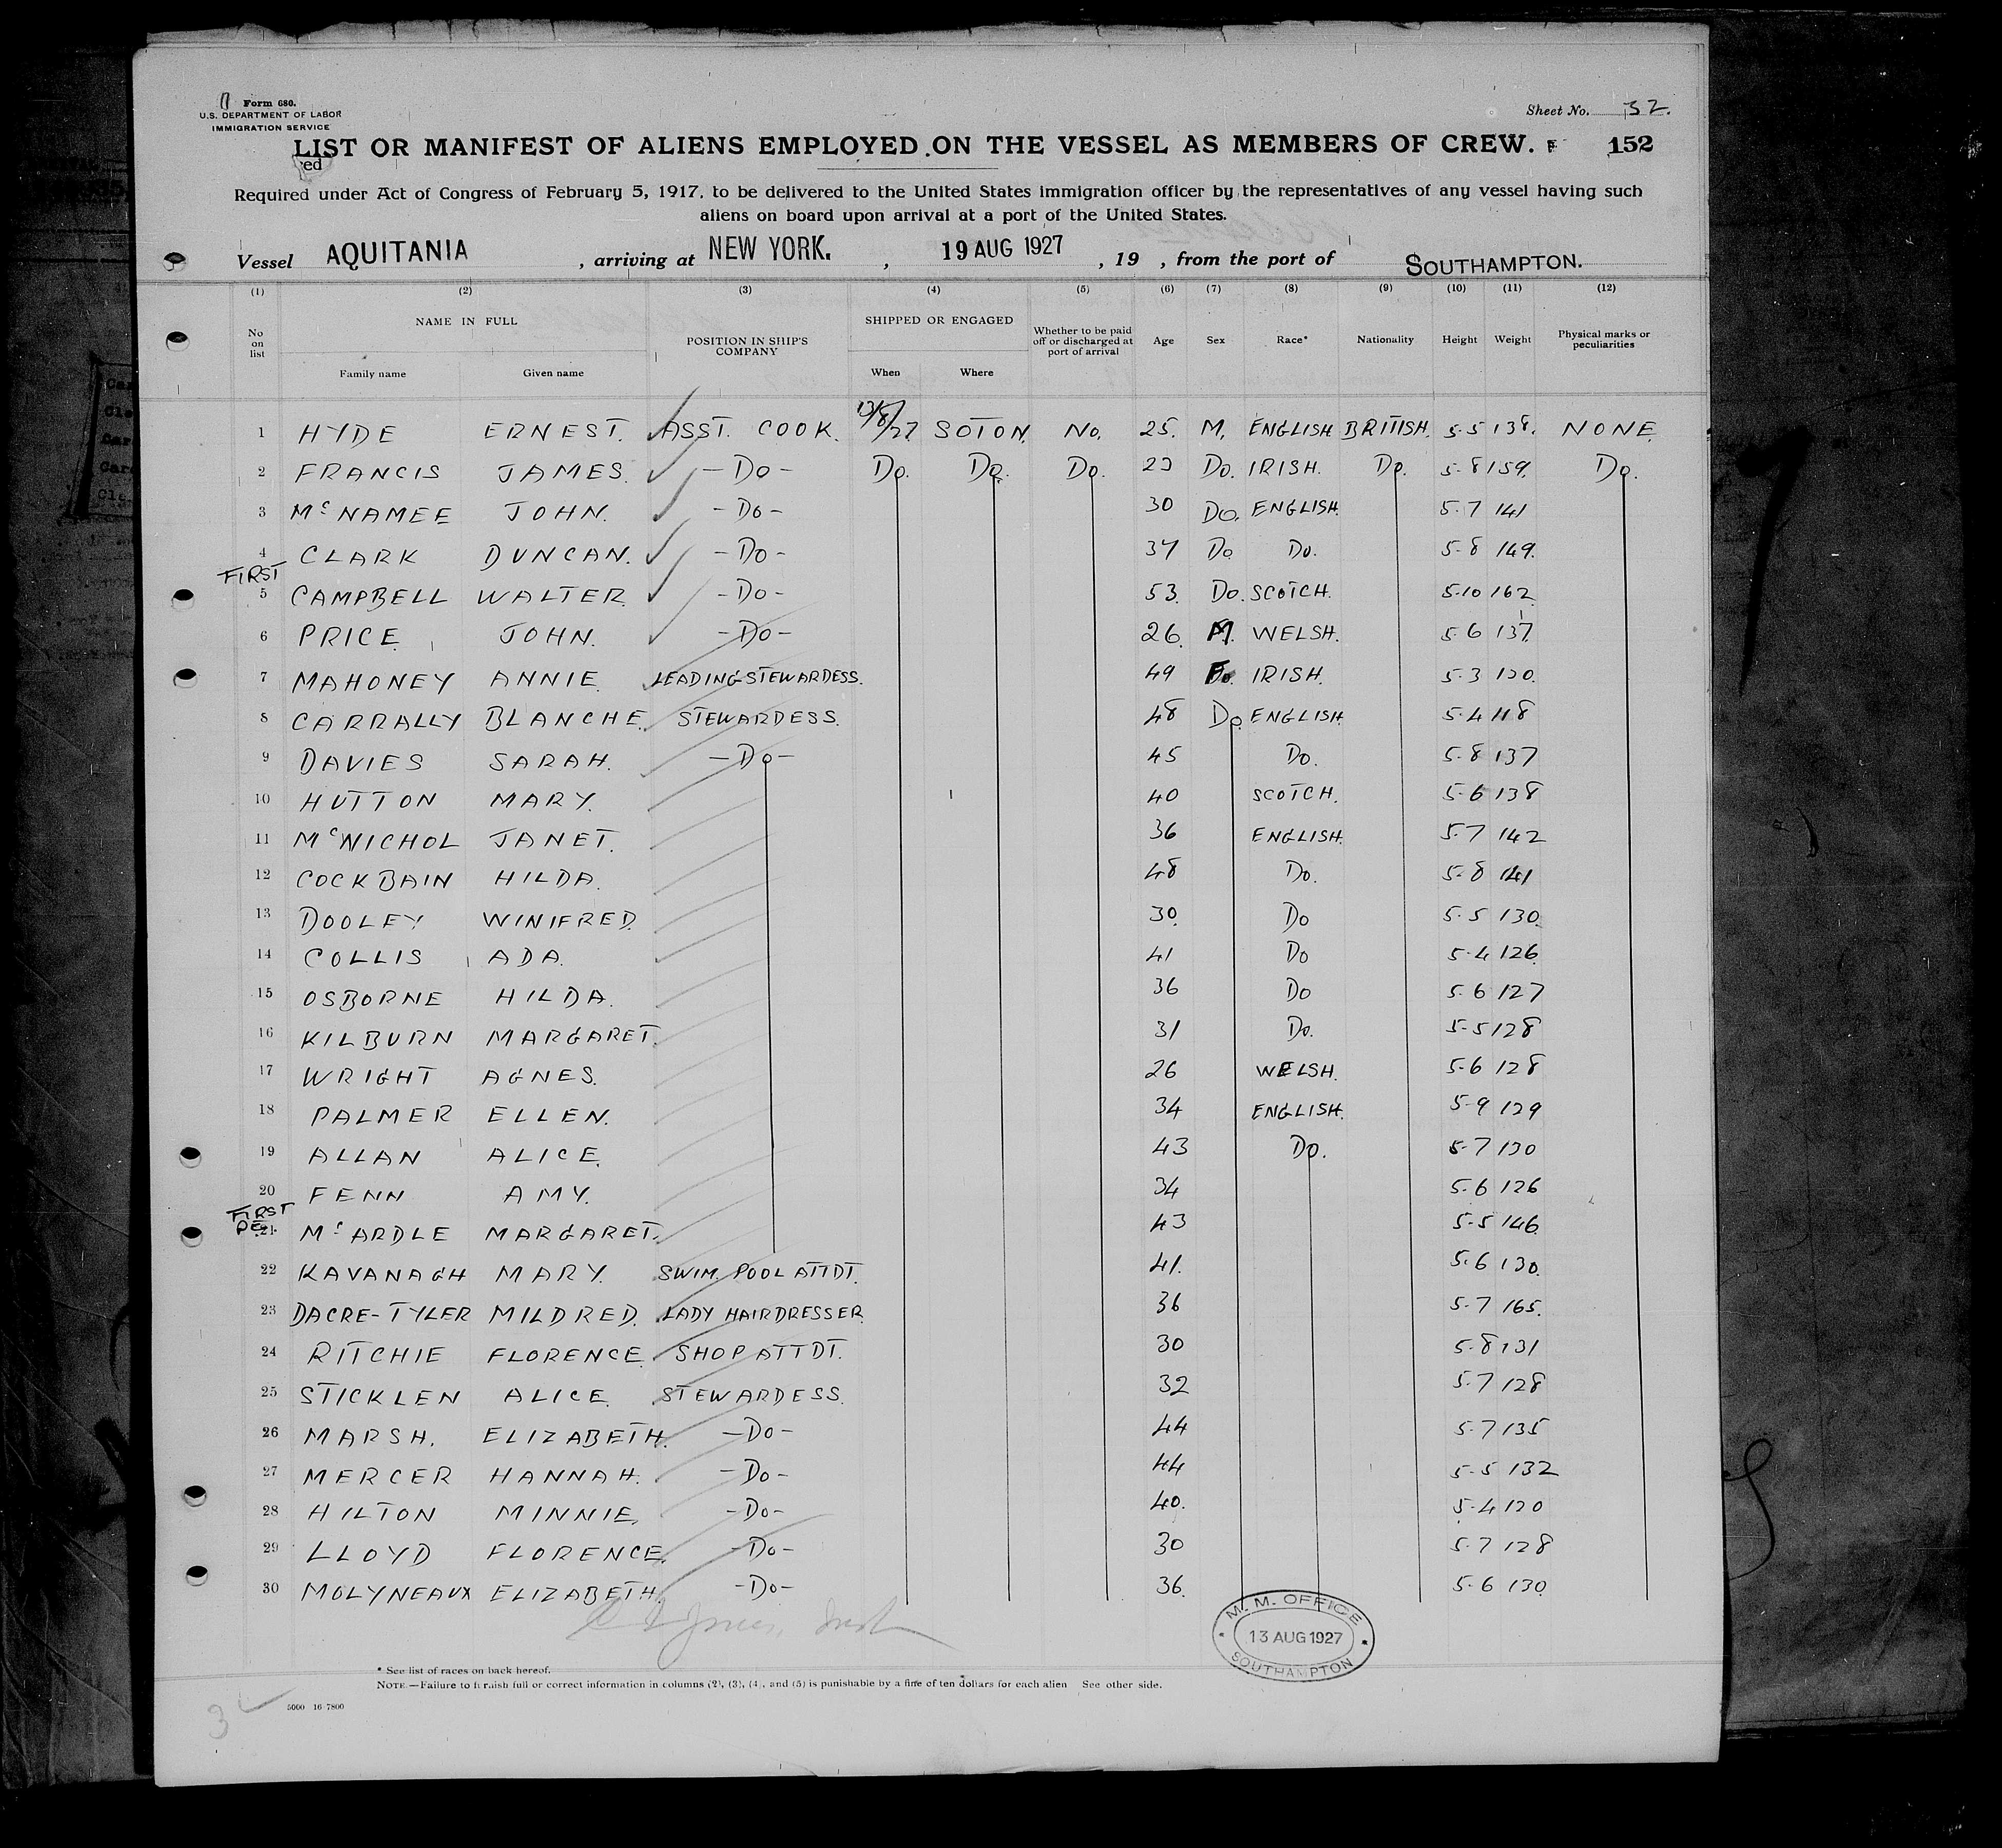 Form 680.
U.S. DEPARTMENT OF LABOR
IMMIGRATION SERVICE
Sheet No. 32.
LIST OR MANIFEST OF ALIENS EMPLOYED ON THE VESSEL AS MEMBERS OF CREW. 152
ed
Required under Act of Congress of February 5, 1917, to be delivered to the United States immigration officer by the representatives of any vessel having such
aliens on board upon arrival at a port of the United States.
Vessel AQUITANIA , arriving at NEW YORK. , 19 AUG 1927 , 19 , from the port of SOUTHAMPTON.
(1) (2) (3) (4) (5) (6) (7) (8) (9) (10) (11) (12)
No on list NAME IN FULL Family name Given name POSITION IN SHIP'S COMPANY SHIPPED OR ENGAGED When Where Whether to be paid off or discharged at port of arrival Age Sex Race* Nationality Height Weight Physical marks or peculiarities
1 HYDE ERNEST. ASST. COOK. 13/8/27 SOTON. No. 25. M. ENGLISH BRITISH. 5-5 138. NONE.
2 FRANCIS JAMES. -Do- Do. Do. Do. 23 Do. IRISH. Do. 5-8 159. Do.
3 McNAMEE JOHN. -Do- 30 Do. ENGLISH. 5.7 141
4 CLARK DUNCAN. -Do- 37 Do Do. 5-8 149.
FIRST
5 CAMPBELL WALTER. -Do- 53. Do. SCOTCH. 5-10 162
6 PRICE JOHN. -Do- 26. M. WELSH. 5-6 137.
7 MAHONEY ANNIE. LEADING STEWARDESS. 49 F. IRISH. 5-3 130.
8 CARRALLY BLANCHE. STEWARDESS. 48 Do. ENGLISH. 5-4 118
9 DAVIES SARAH. -Do- 45 Do. 5-8 137
10 HUTTON MARY. 40 SCOTCH. 5-6 138
11 McNICHOL JANET. 36 ENGLISH. 5-7 142
12 COCKBAIN HILDA. 48 Do. 5-8 141
13 DOOLEY WINIFRED. 30. Do 5-5 130.
14 COLLIS ADA. 41 Do 5-4 126.
15 OSBORNE HILDA. 36 Do 5.6 127
16 KILBURN MARGARET. 31 Do. 5-5 128
17 WRIGHT AGNES. 26 WELSH. 5-6 128
18 PALMER ELLEN. 34 ENGLISH. 5-9 129
19 ALLAN ALICE. 43 Do. 5-7 130
20 FENN AMY. 34 5.6 126
FIRST
21 McARDLE MARGARET. 43 5-5 146.
22 KAVANAGH MARY. SWIM. POOL ATTDT. 41. 5.6 130.
23 DACRE-TYLER MILDRED. LADY HAIRDRESSER. 36 5-7 165.
24 RITCHIE FLORENCE. SHOP ATTDT. 30 5-8 131
25 STICKLEN ALICE. STEWARDESS. 32 5-7 128
26 MARSH. ELIZABETH. -Do- 44 5-7 135
27 MERCER HANNAH. -Do- 44 5-5 132
28 HILTON MINNIE. -Do- 40. 5-4 120
29 LLOYD FLORENCE. -Do- 30 5-7 128
30 MOLYNEAUX ELIZABETH. -Do- 36. 5-6 130.
M. M. OFFICE
13 AUG 1927
SOUTHAMPTON
* See list of races on back hereof.
NOTE.—Failure to furnish full or correct information in columns (2), (3), (4), and (5) is punishable by a fine of ten dollars for each alien See other side.
5000 16 7800
3